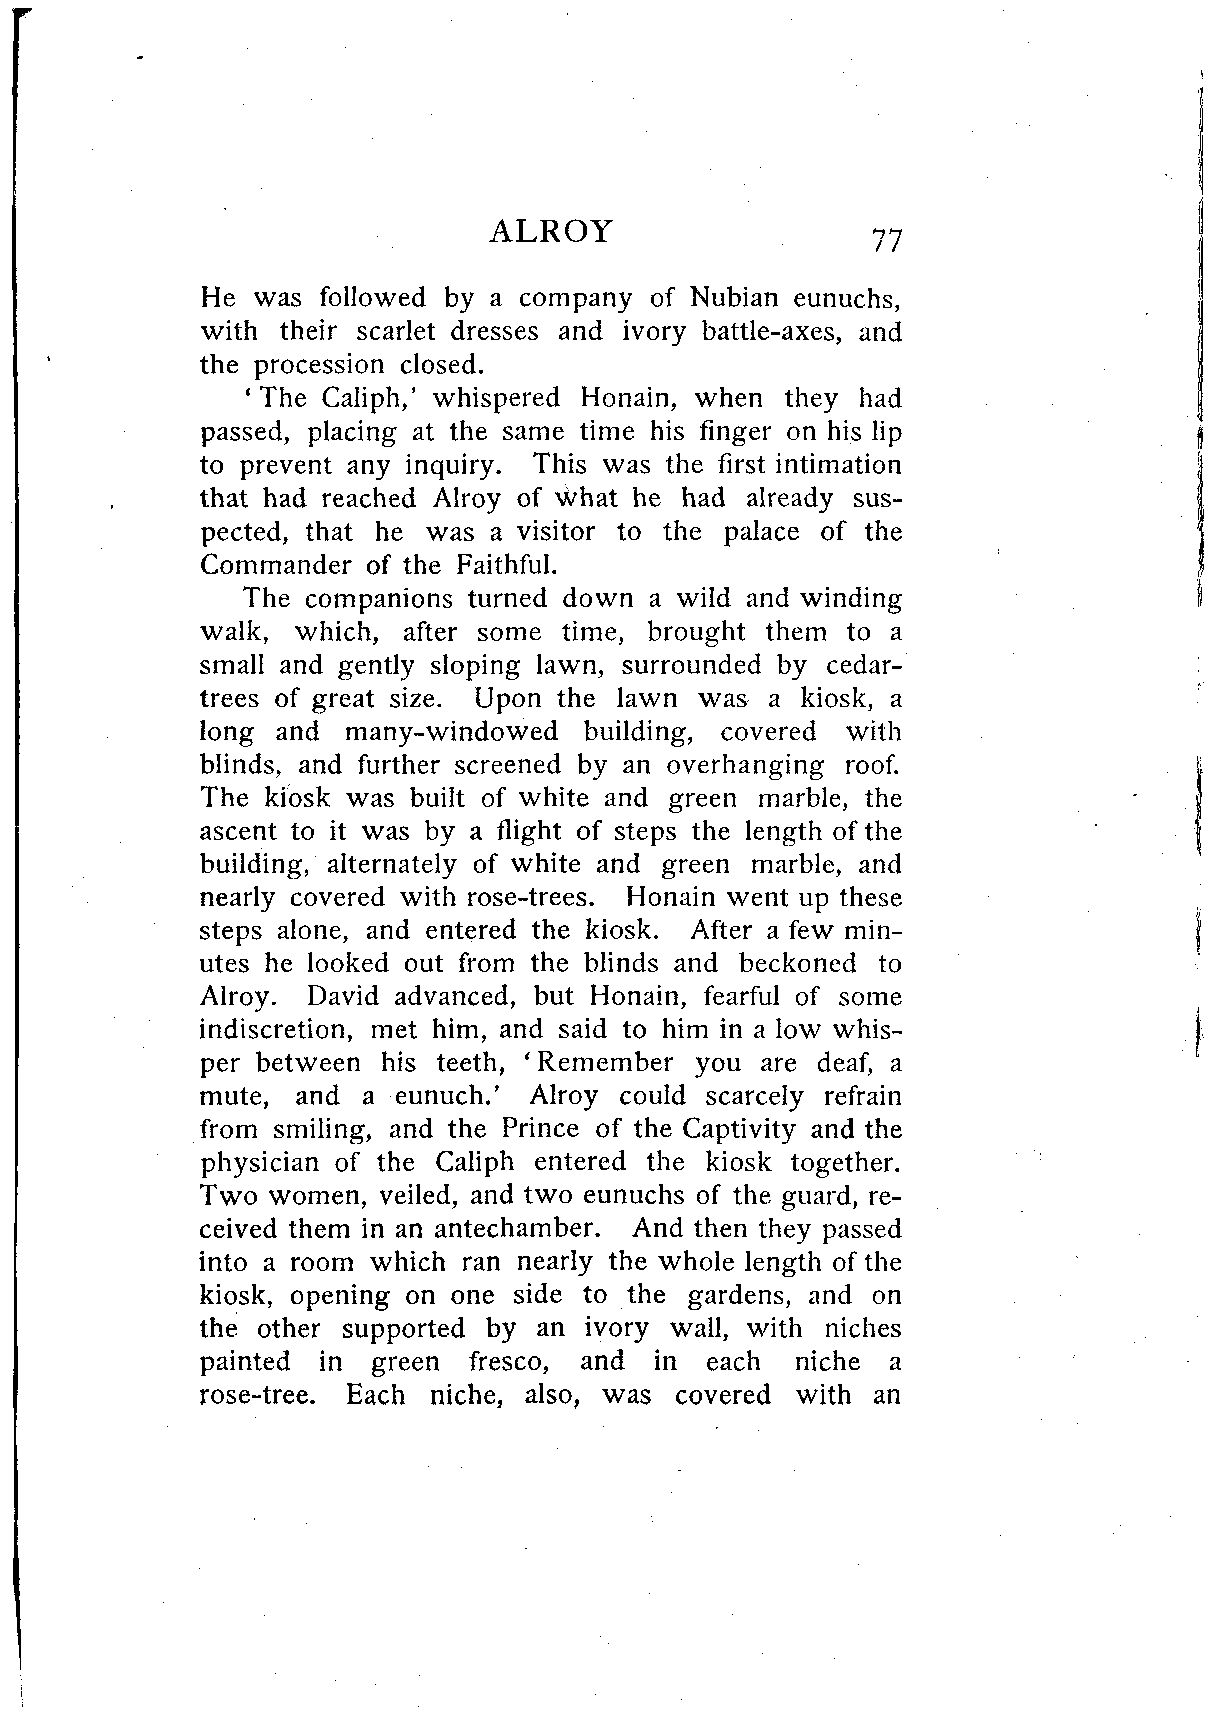 ALROY 77
He was followed by a company of Nubian eunuchs,
with their scarlet dresses and ivory battle-axes, and
the procession closed.
‘The Caliph,’ whispered Honain, when they had
passed, placing at the same time his finger on his lip
to prevent any inquiry. This was the first intimation
that had reached Alroy of what he had already sus-
pected, that he was a visitor to the palace of the
Commander of the Faithful.
The companions turned down a wild and winding
walk, which, after some time, brought them to a
small and gently sloping lawn, surrounded by cedar-
trees of great size. Upon the lawn was a kiosk, a
long and many-windowed building, covered with
blinds, and further screened by an overhanging roof.
The kiosk was built of white and green marble, the
ascent to it was by a flight of steps the length of the
building, alternately of white and green marble, and
nearly covered with rose-trees. Honain went up these
steps alone, and entered the kiosk. After a few min-
utes he looked out from the blinds and beckoned to
Alroy. David advanced, but Honain, fearful of some
indiscretion, met him, and said to him in a low whis-
per between his teeth, ‘Remember you are deaf, a
mute, and a eunuch.’ Alroy could scarcely refrain
from smiling, and the Prince of the Captivity and the
physician of the Caliph entered the kiosk together.
Two women, veiled, and two eunuchs of the guard, re-
ceived them in an antechamber. And then they passed
into a room which ran nearly the whole length of the
kiosk, opening on one side to the gardens, and on
the other supported by an ivory wall, with niches
painted in green fresco, and in each niche a
rose-tree. Each niche, also, was covered with an